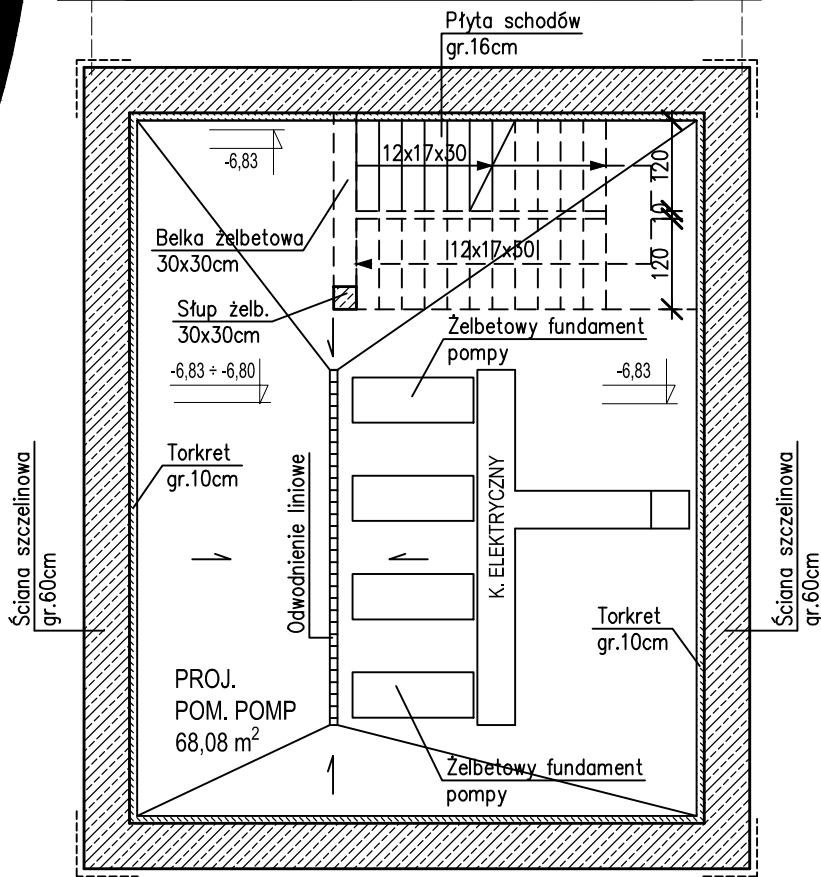 Płyta schodów
gr.16cm
-6,83
12x17x30
120
10
Belka żelbetowa
30x30cm
12x17x30
120
Słup żelb.
30x30cm
Żelbetowy fundament
pompy
-6,83 ÷ -6,80
-6,83
Torkret
gr.10cm
Ściana szczelinowa
gr.60cm
Odwodnienie liniowe
K. ELEKTRYCZNY
Ściana szczelinowa
gr.60cm
Torkret
gr.10cm
PROJ.
POM. POMP
68,08 m²
Żelbetowy fundament
pompy